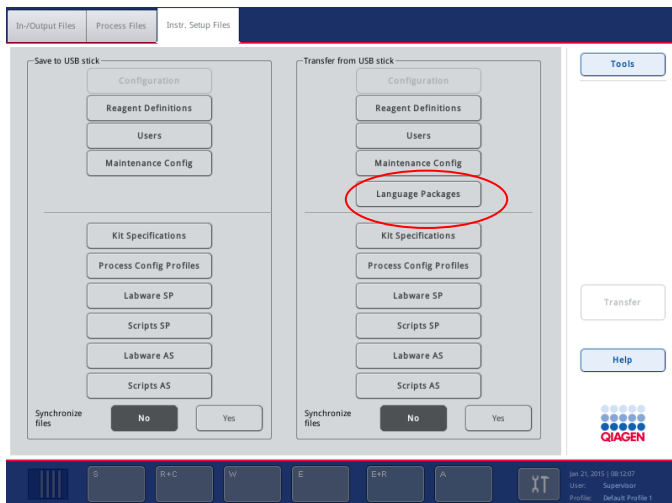 In-/Output Files
Process Files
Instr. Setup Files
Save to USB stick
Configuration
Reagent Definitions
Users
Maintenance Config
Kit Specifications
Process Config Profiles
Labware SP
Scripts SP
Labware AS
Scripts AS
Synchronize
files
No
Yes
Transfer from USB stick
Configuration
Reagent Definitions
Users
Maintenance Config
Language Packages
Kit Specifications
Process Config Profiles
Labware SP
Scripts SP
Labware AS
Scripts AS
Synchronize
files
No
Yes
Tools
Transfer
Help
QIAGEN
S
R+C
W
E
E+R
A
Jan 21, 2015 | 08:12:07
User: Supervisor
Profile: Default Profile 1